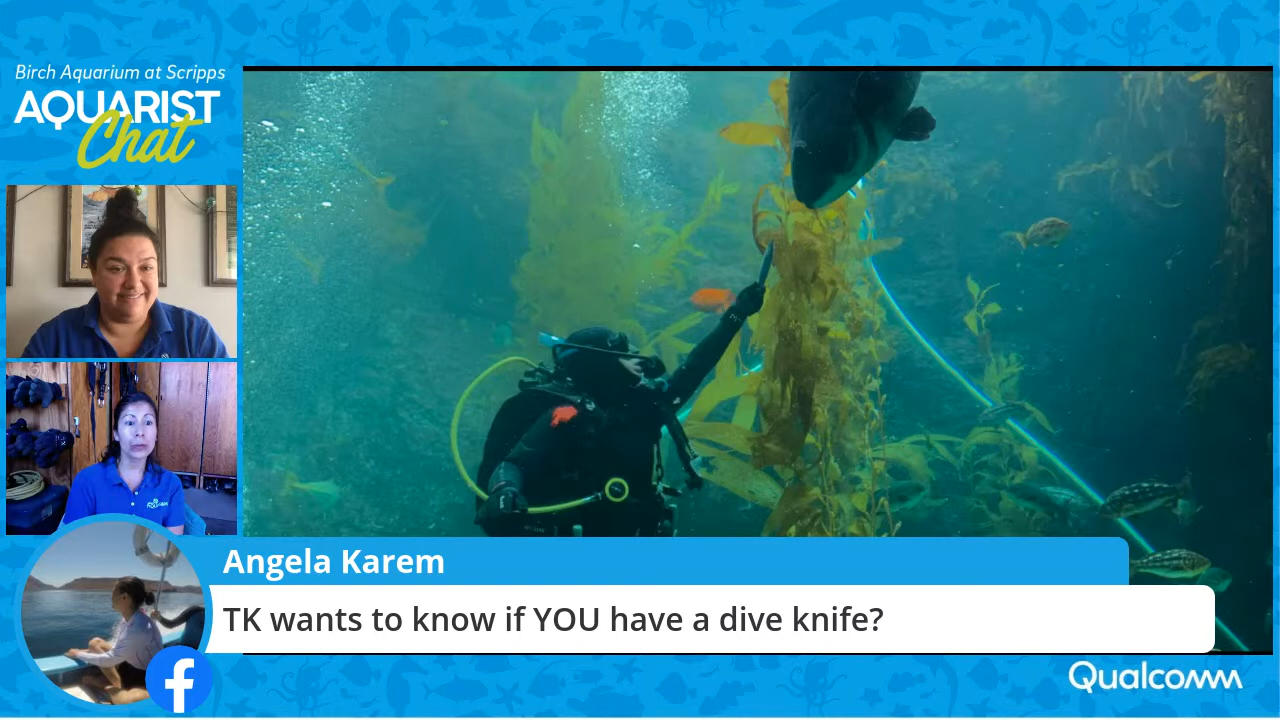 Birch Aquarium at Scripps
AQUARIST
Chat
Angela Karem
TK wants to know if YOU have a dive knife?
Qualcomm